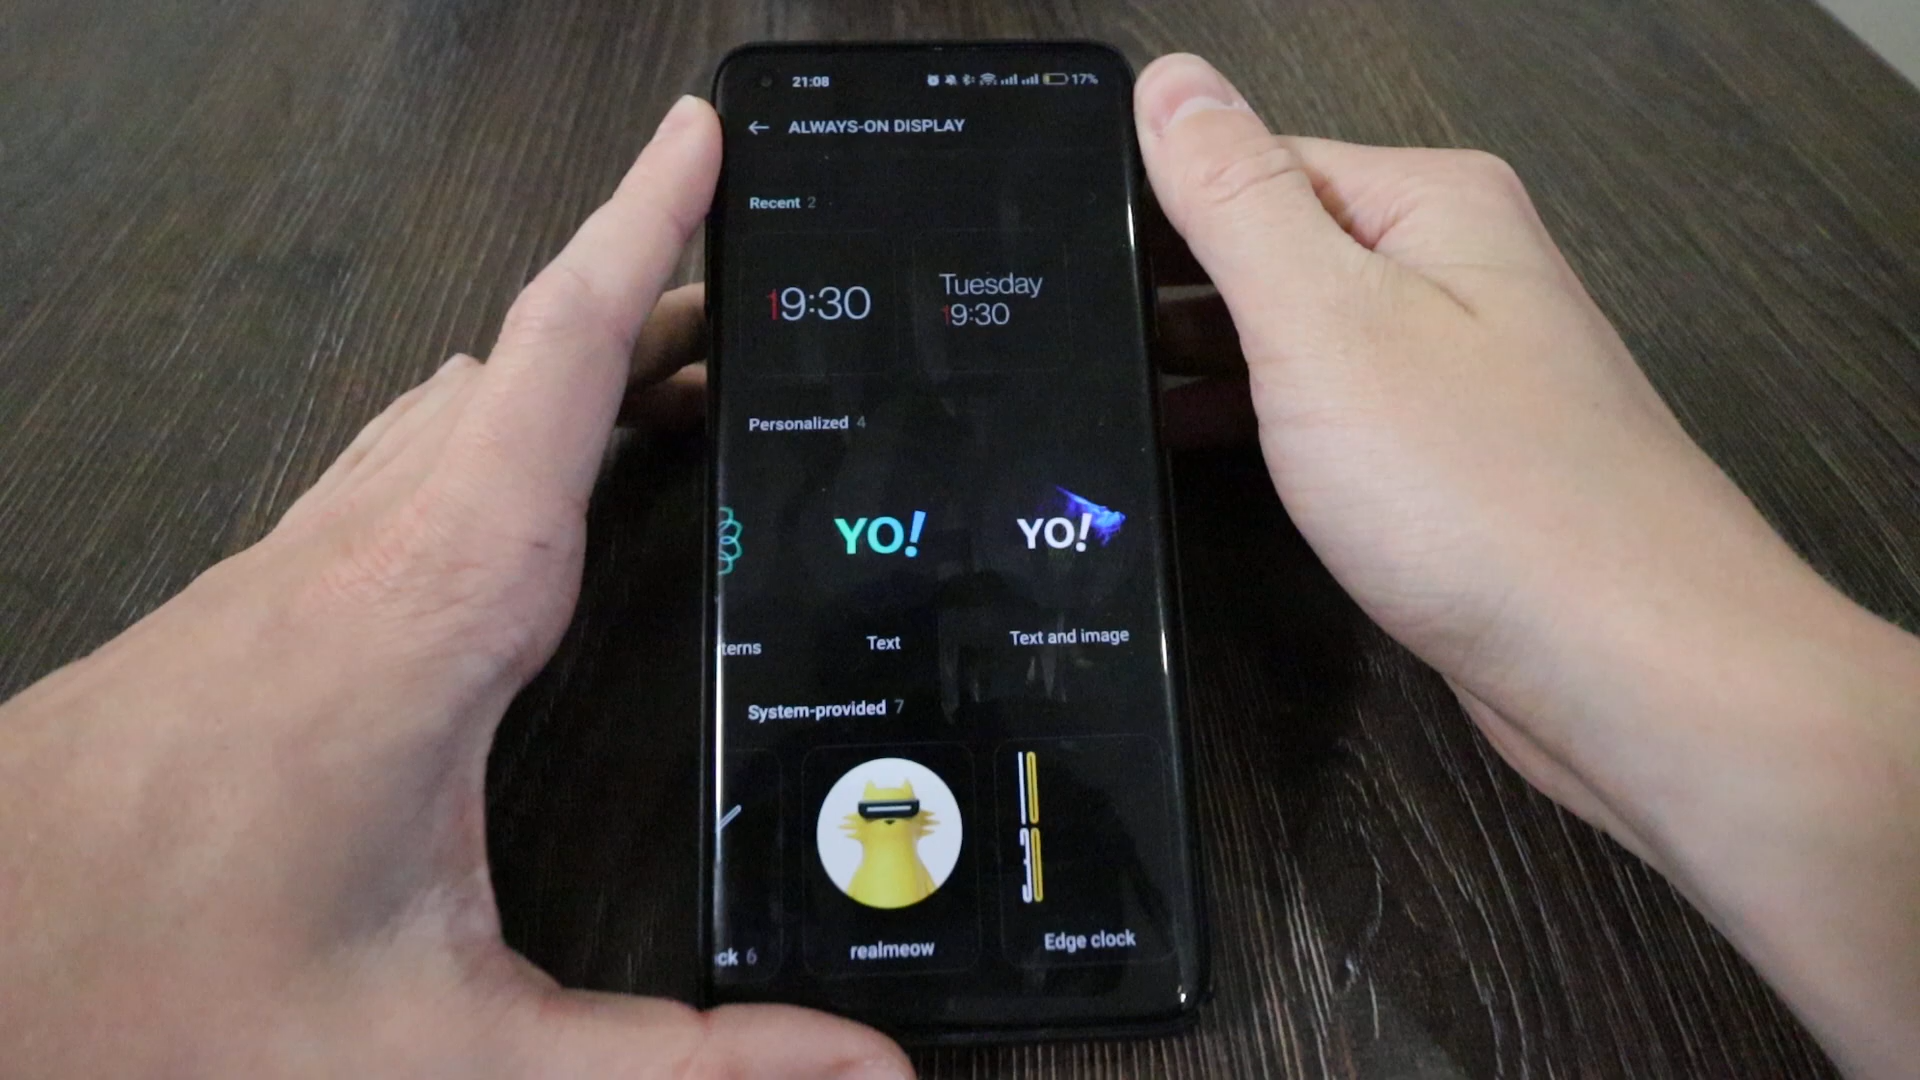 21:08 17%
ALWAYS-ON DISPLAY
Recent 2
19:30
Tuesday
19:30
Personalized 4
YO! YO!
terns Text Text and image
System-provided 7
ck 6 realmeow Edge clock